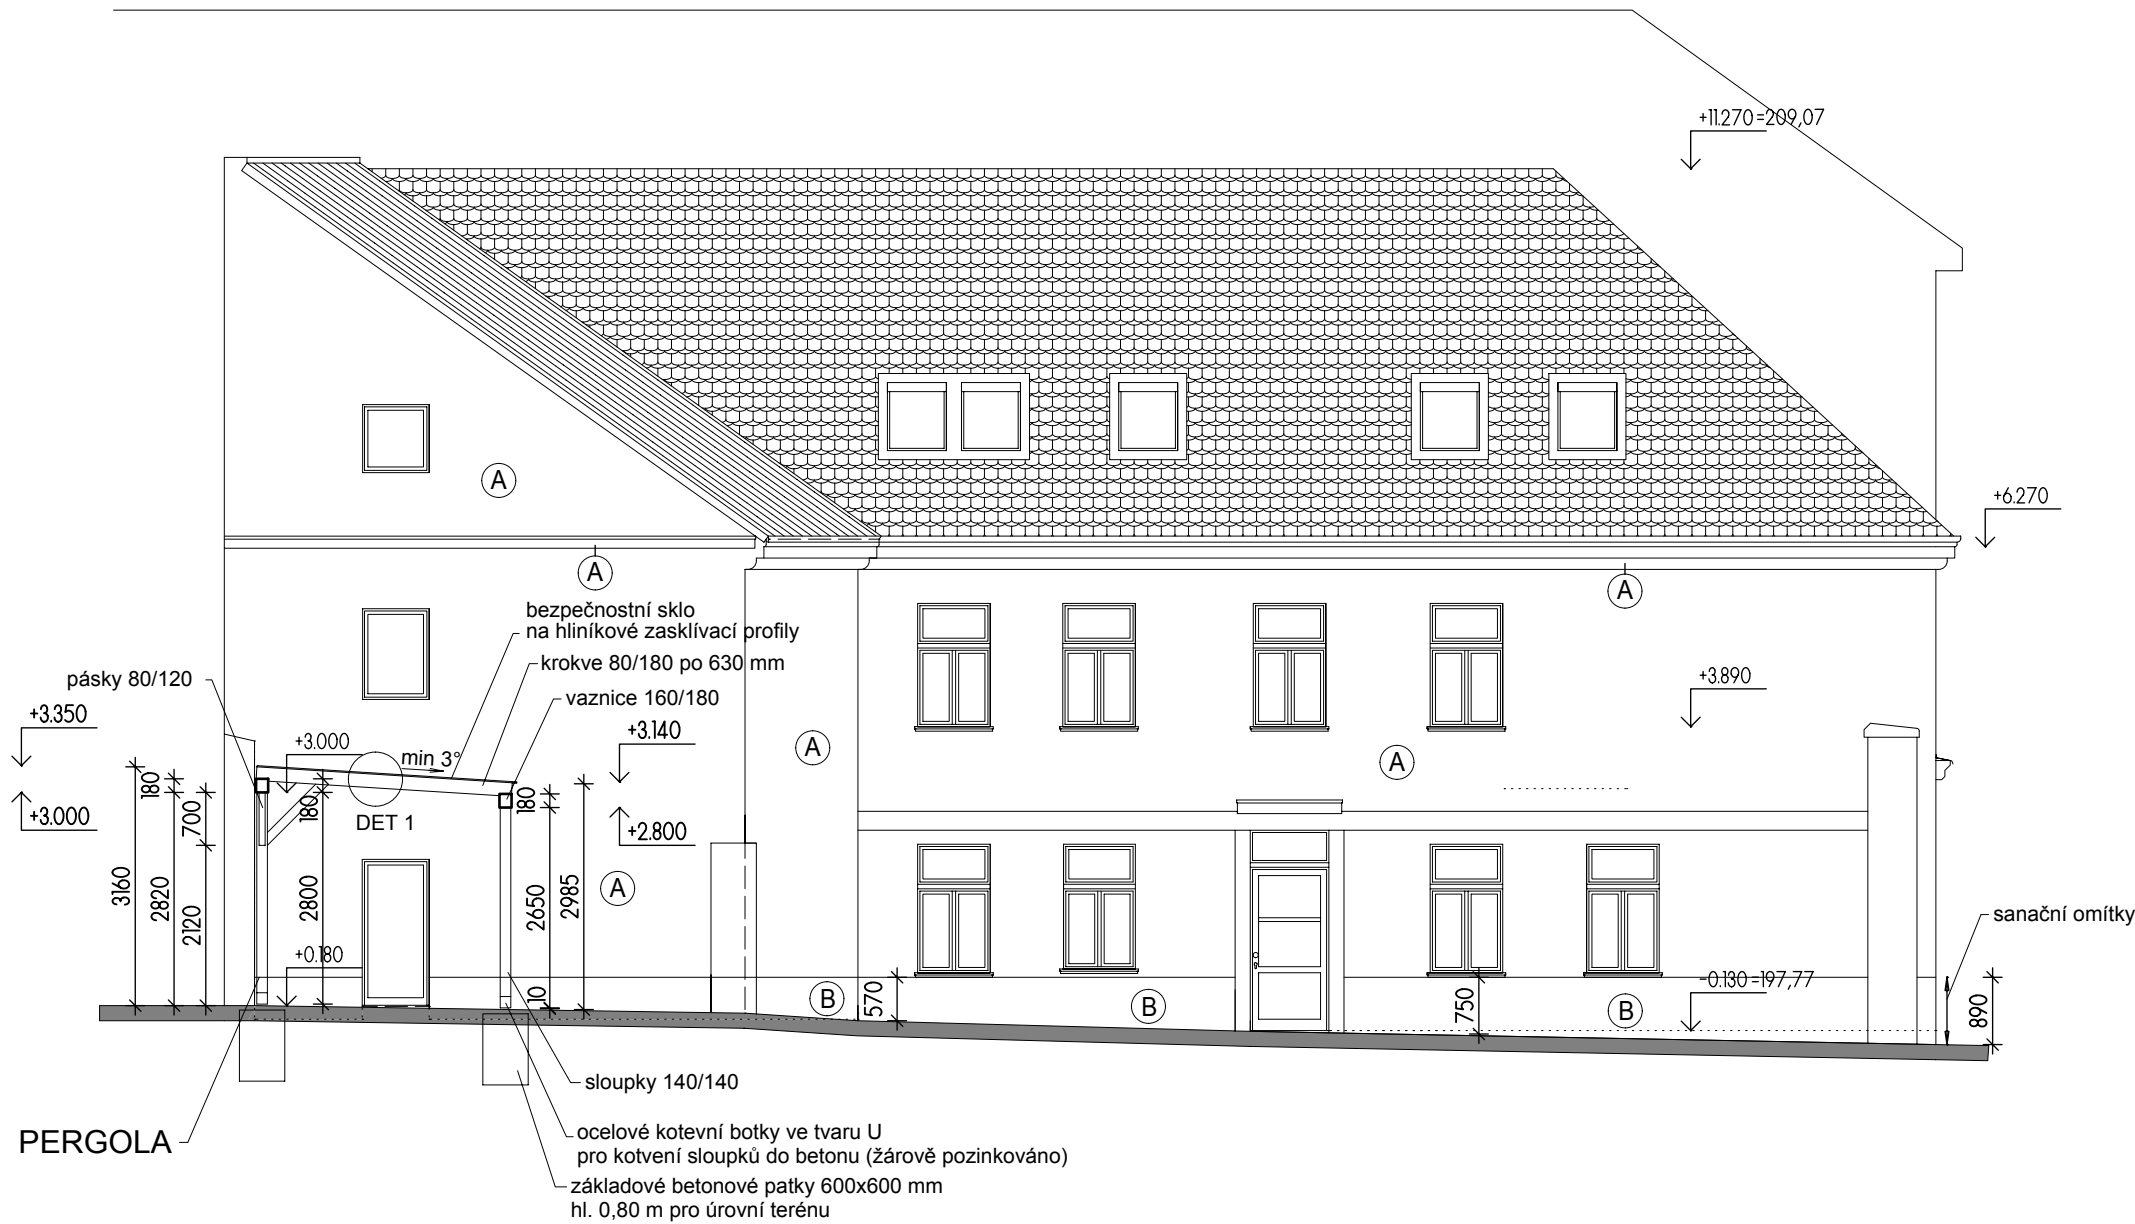 +11.270=209,07
+6.270
A
A
A
bezpečnostní sklo
na hliníkové zasklívací profily
krokve 80/180 po 630 mm
vaznice 160/180
pásky 80/120
+3.350
+3.000
+3.000
min 3°
+3.140
+2.800
+3.890
A
A
A
DET 1
180
700
3160
2820
2120
180
2800
180
2650
2985
10
+0.180
sanační omítky
-0.130=197,77
B
B
B
570
750
890
sloupky 140/140
PERGOLA
ocelové kotevní botky ve tvaru U
pro kotvení sloupků do betonu (žárově pozinkováno)
základové betonové patky 600x600 mm
hl. 0,80 m pro úrovní terénu